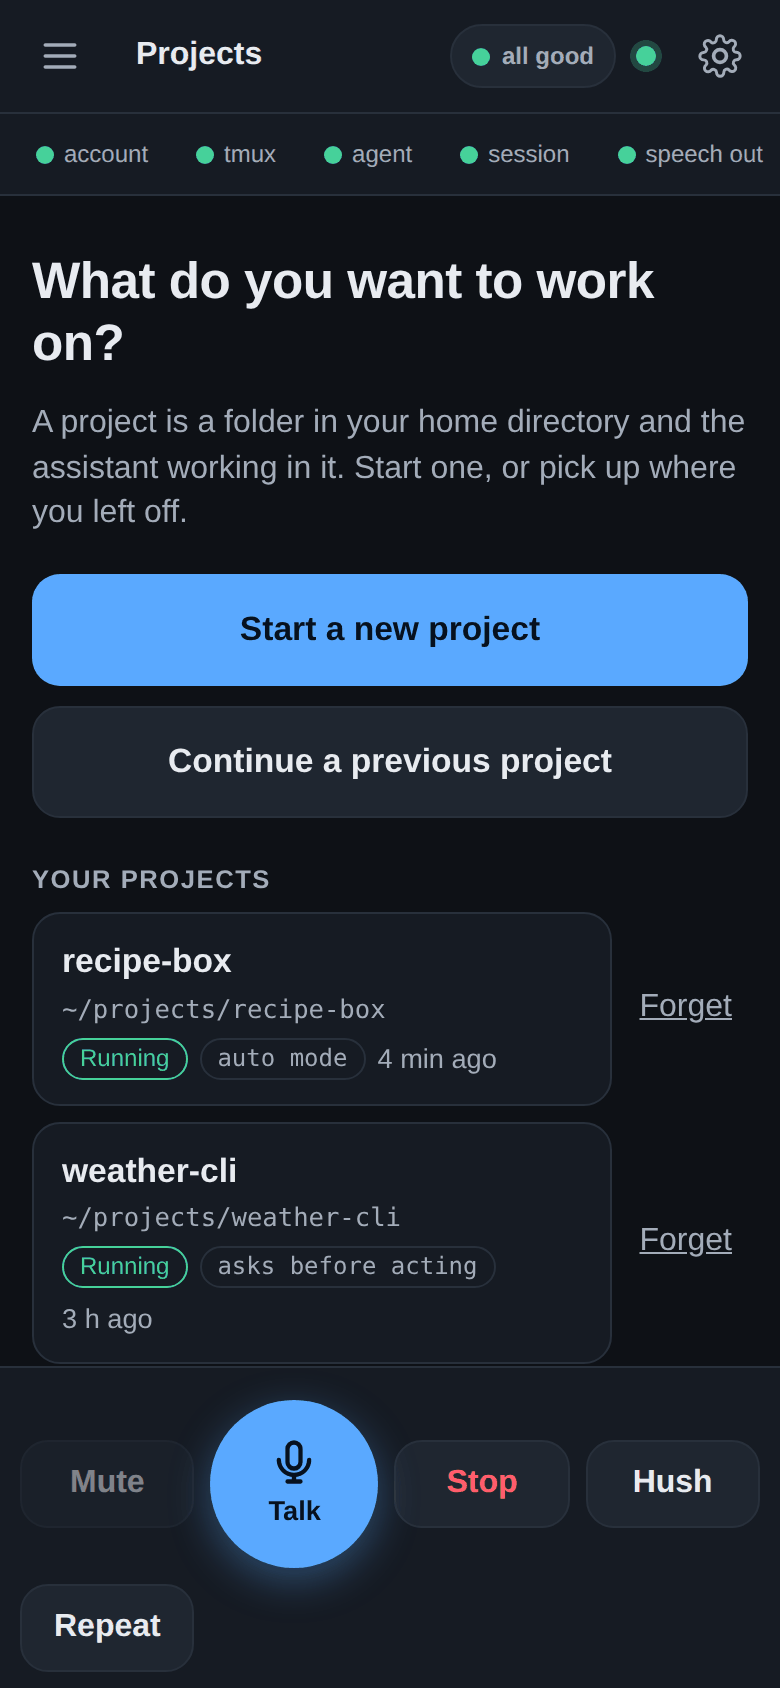 Projects
all good
account tmux agent session speech out
What do you want to work
on?
A project is a folder in your home directory and the
assistant working in it. Start one, or pick up where
you left off.
Start a new project
Continue a previous project
YOUR PROJECTS
recipe-box
~/projects/recipe-box
Running auto mode 4 min ago
Forget
weather-cli
~/projects/weather-cli
Running asks before acting
3 h ago
Forget
Mute
Talk
Stop
Hush
Repeat